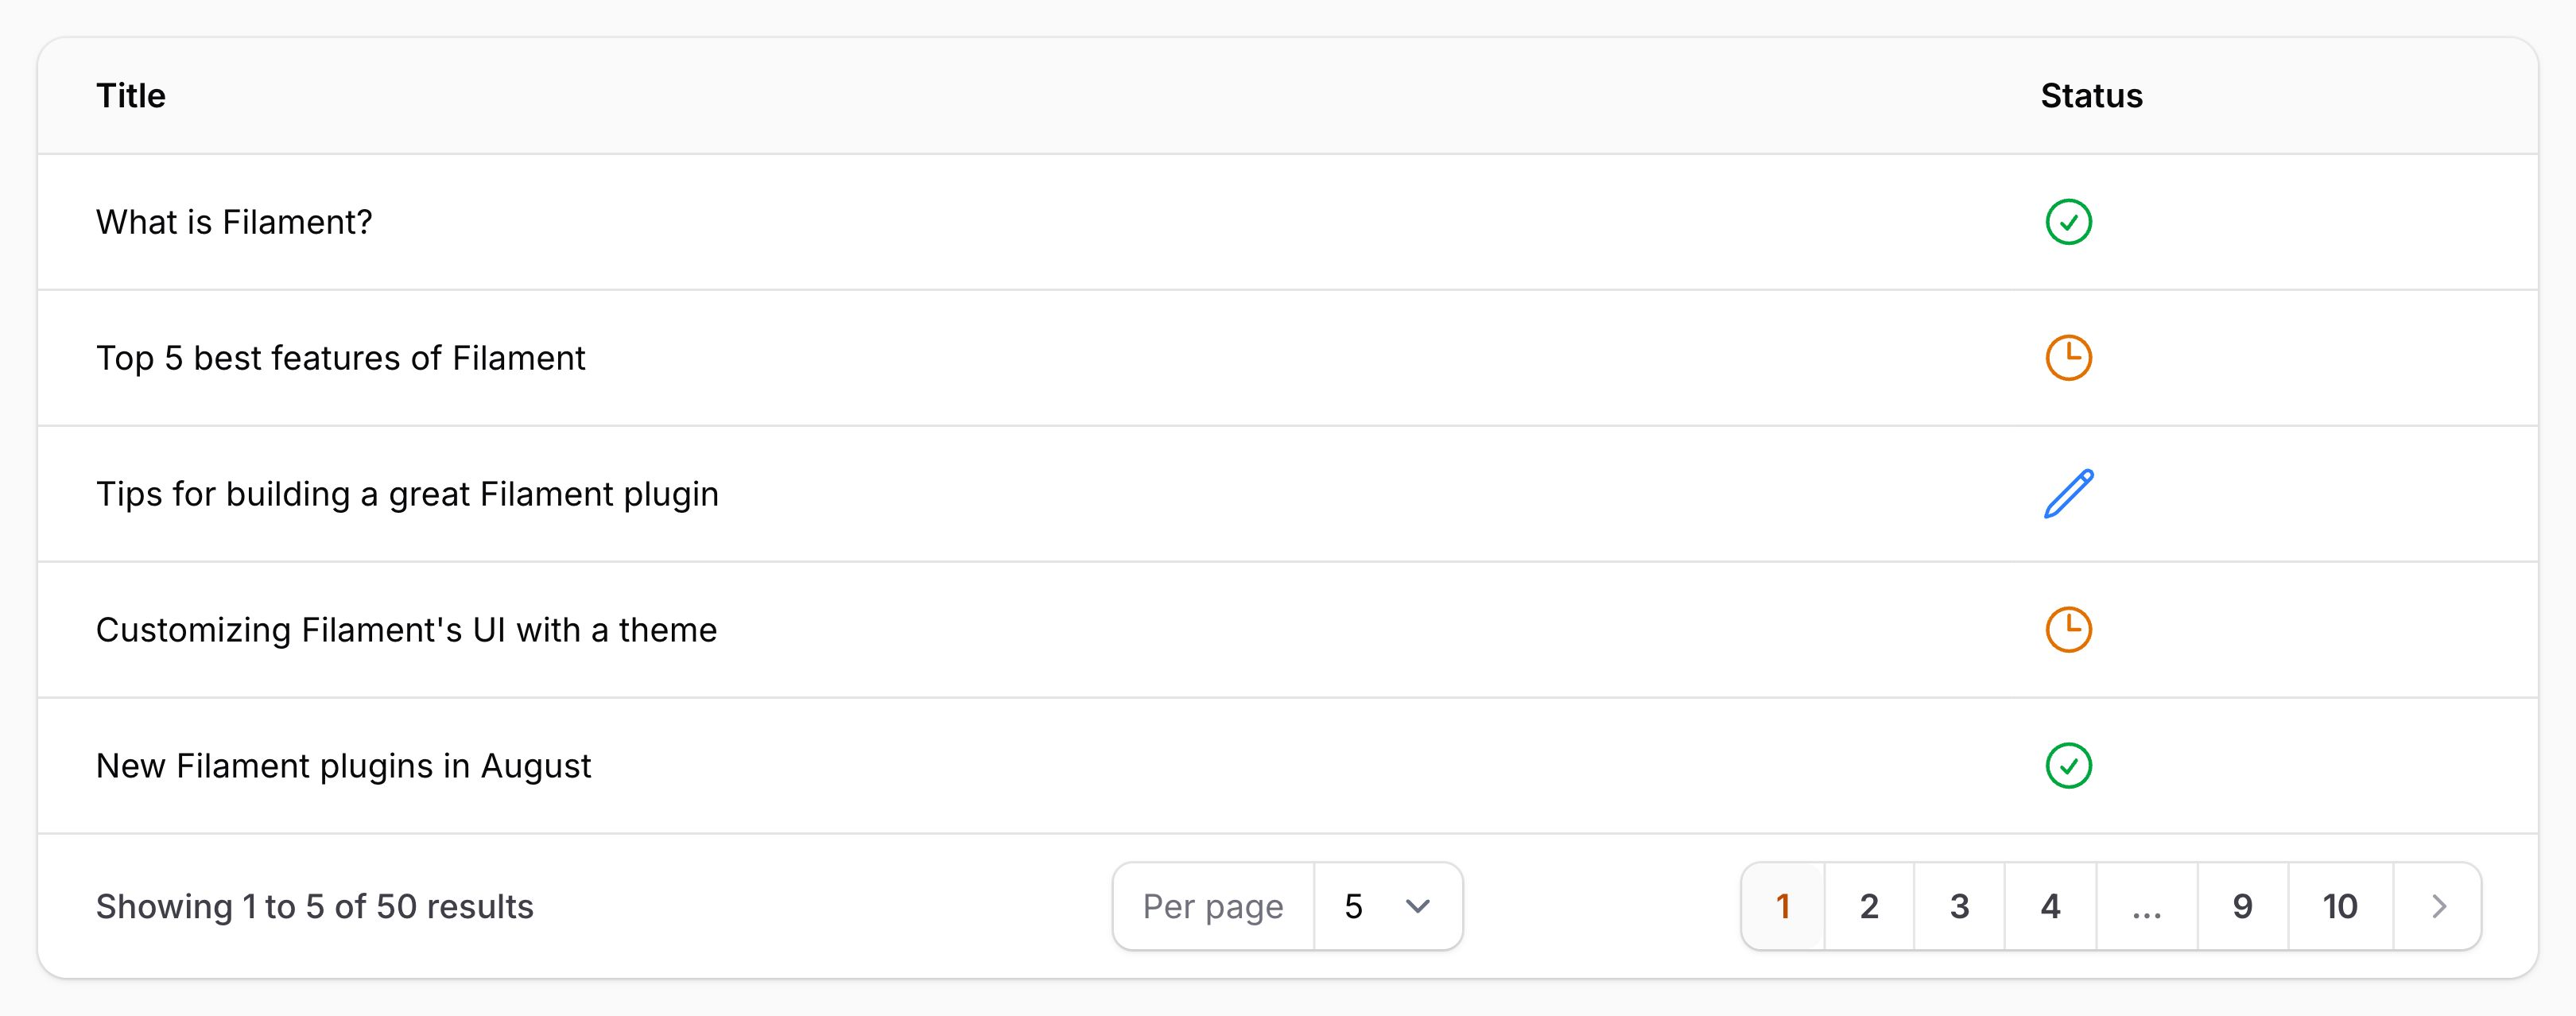 Title Status
What is Filament?
Top 5 best features of Filament
Tips for building a great Filament plugin
Customizing Filament's UI with a theme
New Filament plugins in August
Showing 1 to 5 of 50 results Per page 5 1 2 3 4 ... 9 10